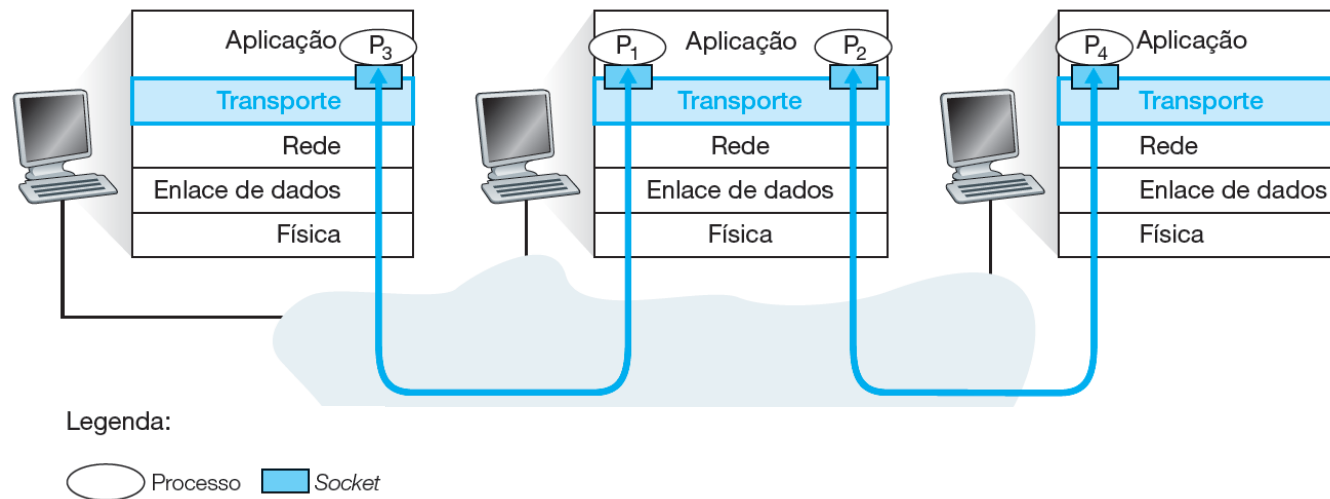 Aplicação P3
Transporte
Rede
Enlace de dados
Física
P1 Aplicação P2
Transporte
Rede
Enlace de dados
Física
P4 Aplicação
Transporte
Rede
Enlace de dados
Física
Legenda:
Processo Socket